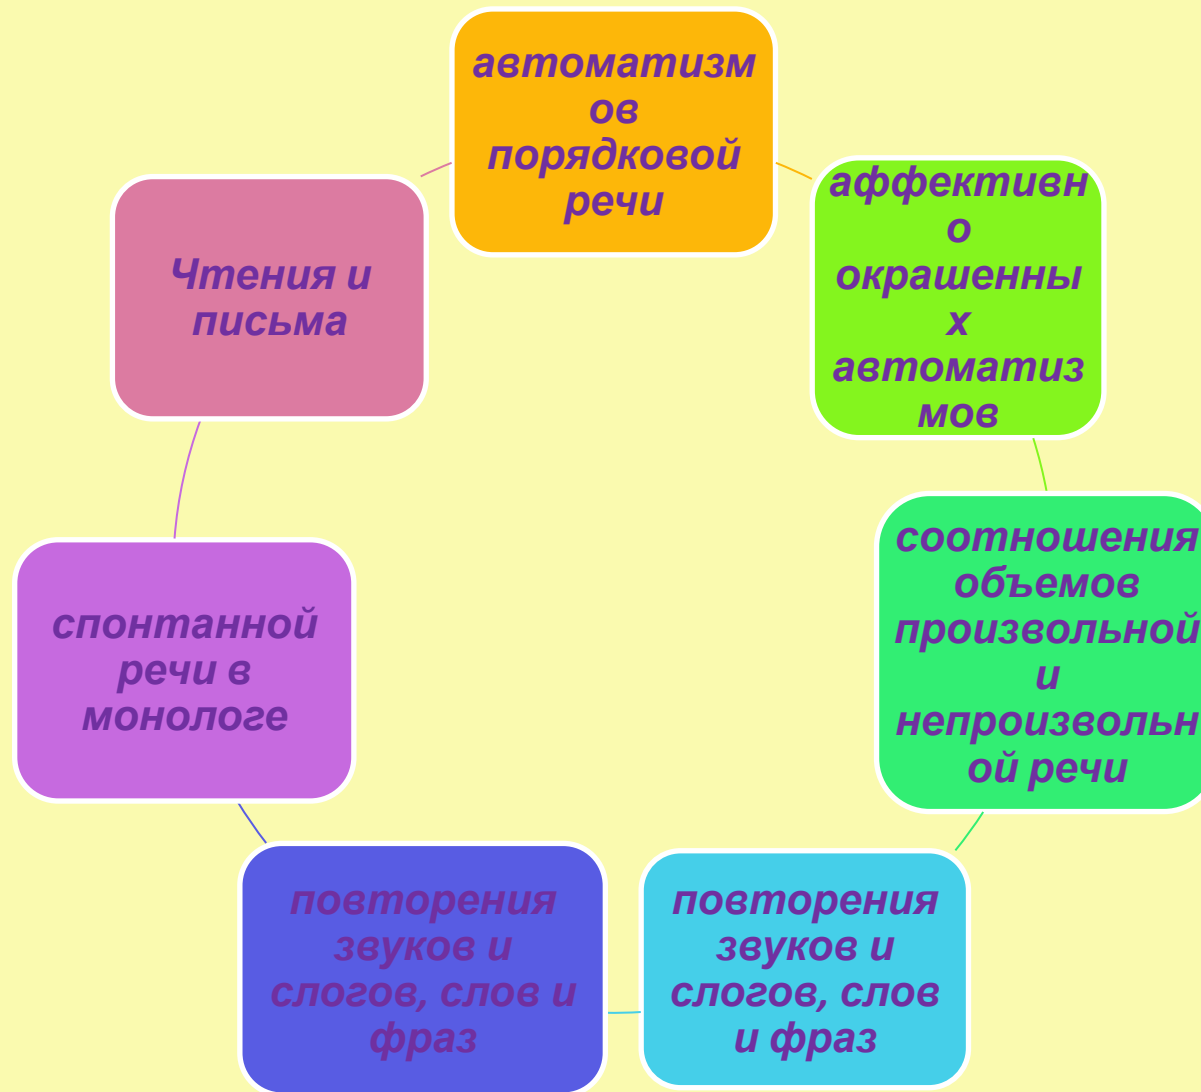 автоматизм
ов
порядковой
речи
аффективн
о
окрашенны
х
автоматиз
мов
соотношения
объемов
произвольной
и
непроизвольн
ой речи
повторения
звуков и
слогов, слов
и фраз
повторения
звуков и
слогов, слов и
фраз
спонтанной
речи в
монологе
Чтения и
письма